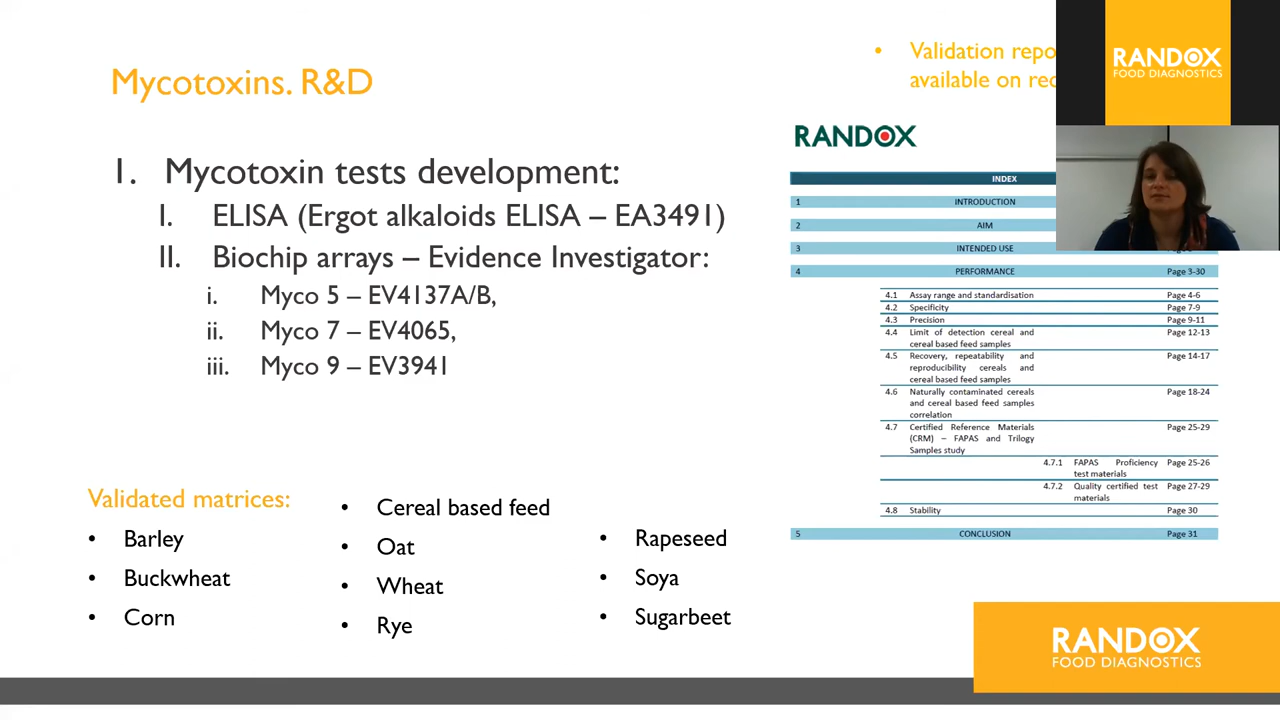 Mycotoxins. R&D
1. Mycotoxin tests development:
I. ELISA (Ergot alkaloids ELISA – EA3491)
II. Biochip arrays – Evidence Investigator:
i. Myco 5 – EV4137A/B,
ii. Myco 7 – EV4065,
iii. Myco 9 – EV3941
Validated matrices:
• Barley
• Buckwheat
• Corn
• Cereal based feed
• Oat
• Wheat
• Rye
• Rapeseed
• Soya
• Sugarbeet
• Validation repo
available on req
RANDOX
FOOD DIAGNOSTICS
RANDOX
INDEX
1 INTRODUCTION
2 AIM
3 INTENDED USE
4 PERFORMANCE Page 3-30
4.1 Assay range and standardisation Page 4-6
4.2 Specificity Page 7-9
4.3 Precision Page 9-11
4.4 Limit of detection cereal and Page 12-13
cereal based feed samples
4.5 Recovery, repeatability and Page 14-17
reproducibility cereals and
cereal based feed samples
4.6 Naturally contaminated cereals Page 18-24
and cereal based feed samples
correlation
4.7 Certified Reference Materials Page 25-29
(CRM) – FAPAS and Trilogy
Samples study
4.7.1 FAPAS Proficiency Page 25-26
test materials
4.7.2 Quality certified test Page 27-29
materials
4.8 Stability Page 30
5 CONCLUSION Page 31
RANDOX
FOOD DIAGNOSTICS